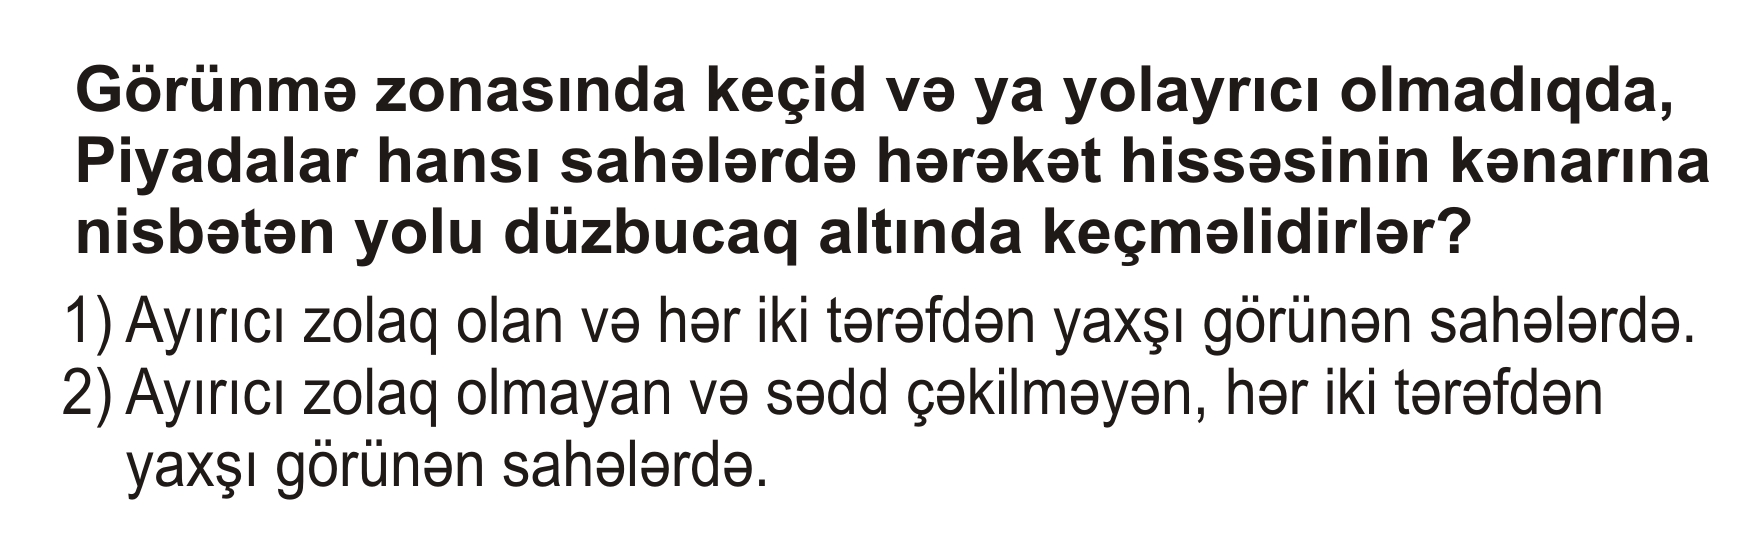 Görünmə zonasında keçid və ya yolayrıcı olmadıqda,
Piyadalar hansı sahələrdə hərəkət hissəsinin kənarına
nisbətən yolu düzbucaq altında keçməlidirlər?
1) Ayırıcı zolaq olan və hər iki tərəfdən yaxşı görünən sahələrdə.
2) Ayırıcı zolaq olmayan və sədd çəkilməyən, hər iki tərəfdən
yaxşı görünən sahələrdə.